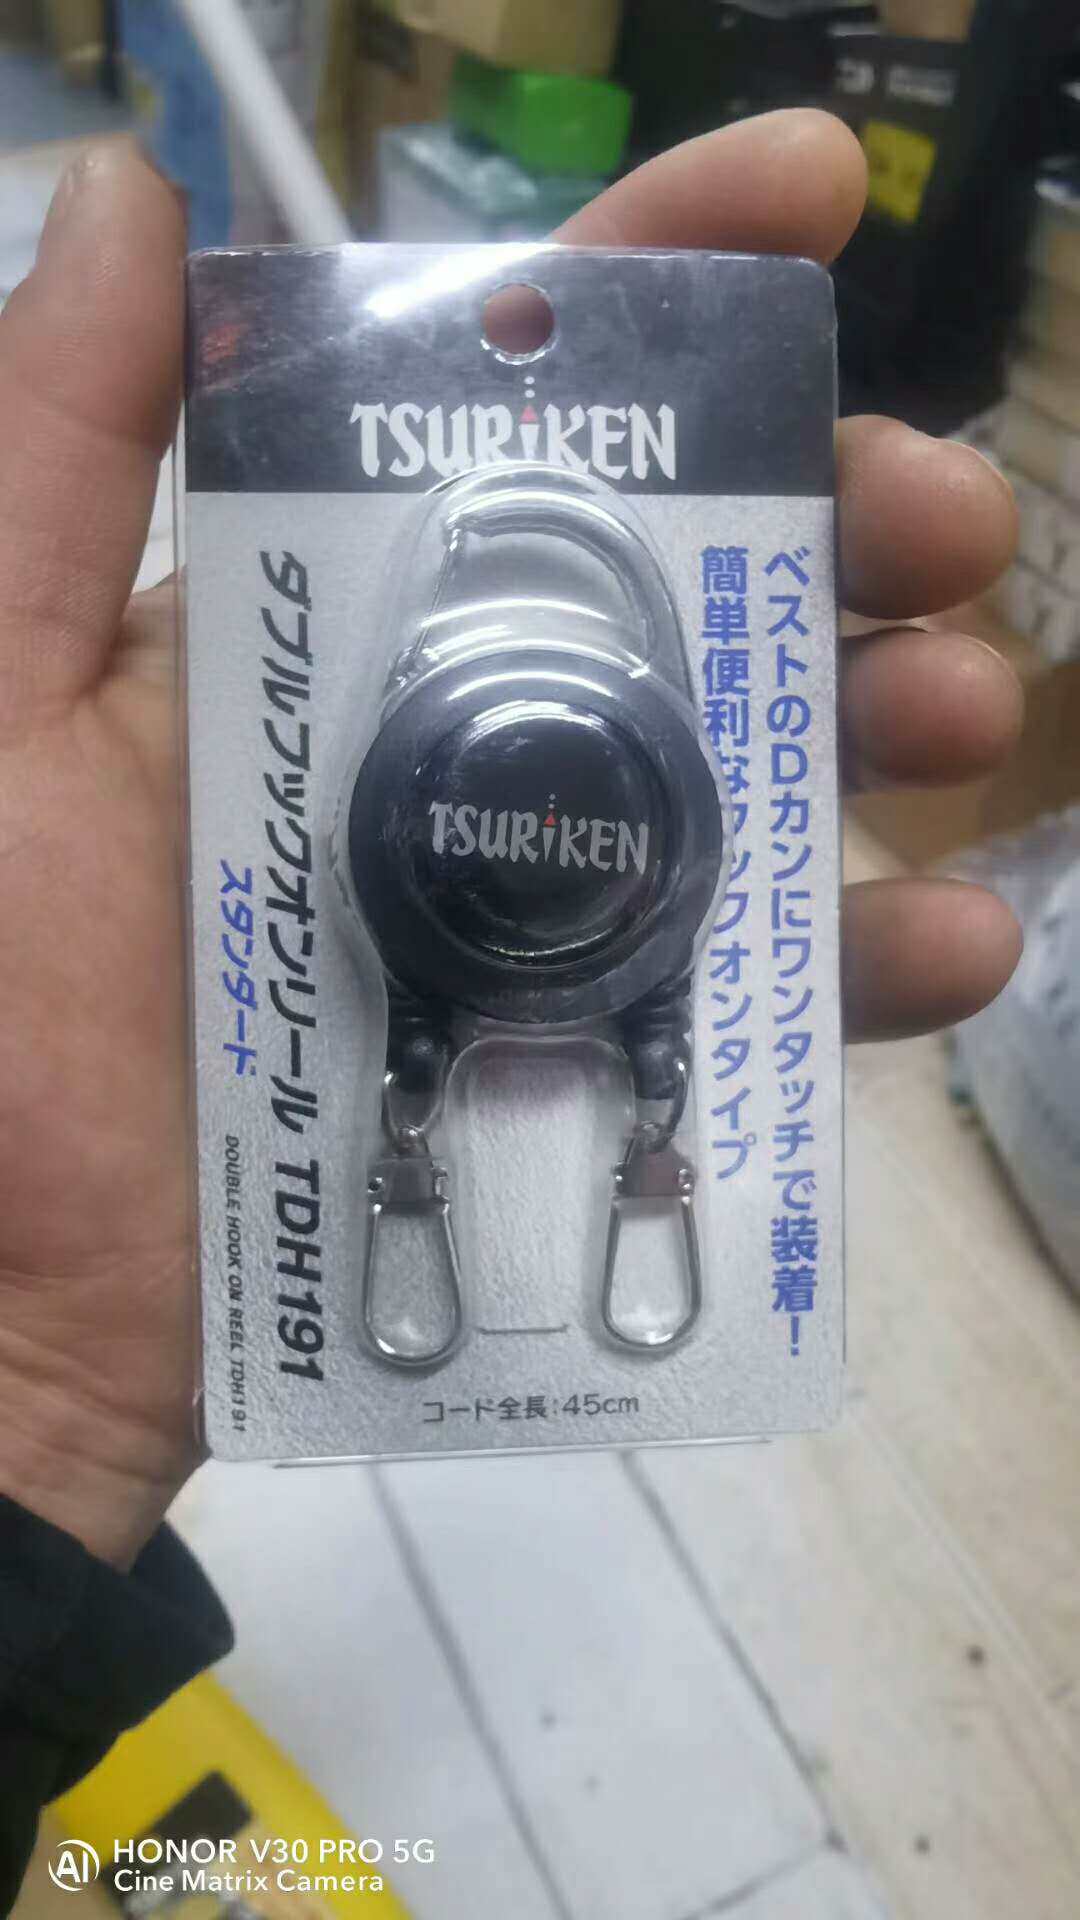 TSURiKEN
ベストのDカンにワンタッチで装着！
簡単便利なフックオンタイプ
TSURiKEN
ダブルフックオンリール TDH191
スタンダード
DOUBLE HOOK ON REEL TDH191
コード全長:45cm
HONOR V30 PRO 5G
Cine Matrix Camera